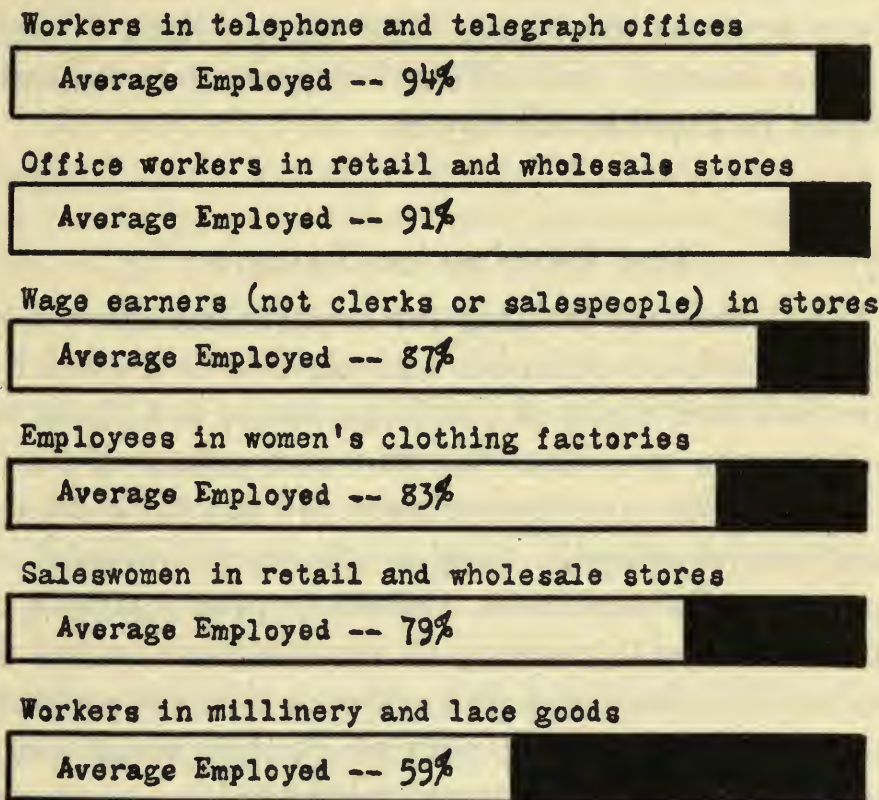 Workers in telephone and telegraph offices
Average Employed -- 94%
Office workers in retail and wholesale stores
Average Employed -- 91%
Wage earners (not clerks or salespeople) in stores
Average Employed -- 87%
Employees in women's clothing factories
Average Employed -- 83%
Saleswomen in retail and wholesale stores
Average Employed -- 79%
Workers in millinery and lace goods
Average Employed -- 59%